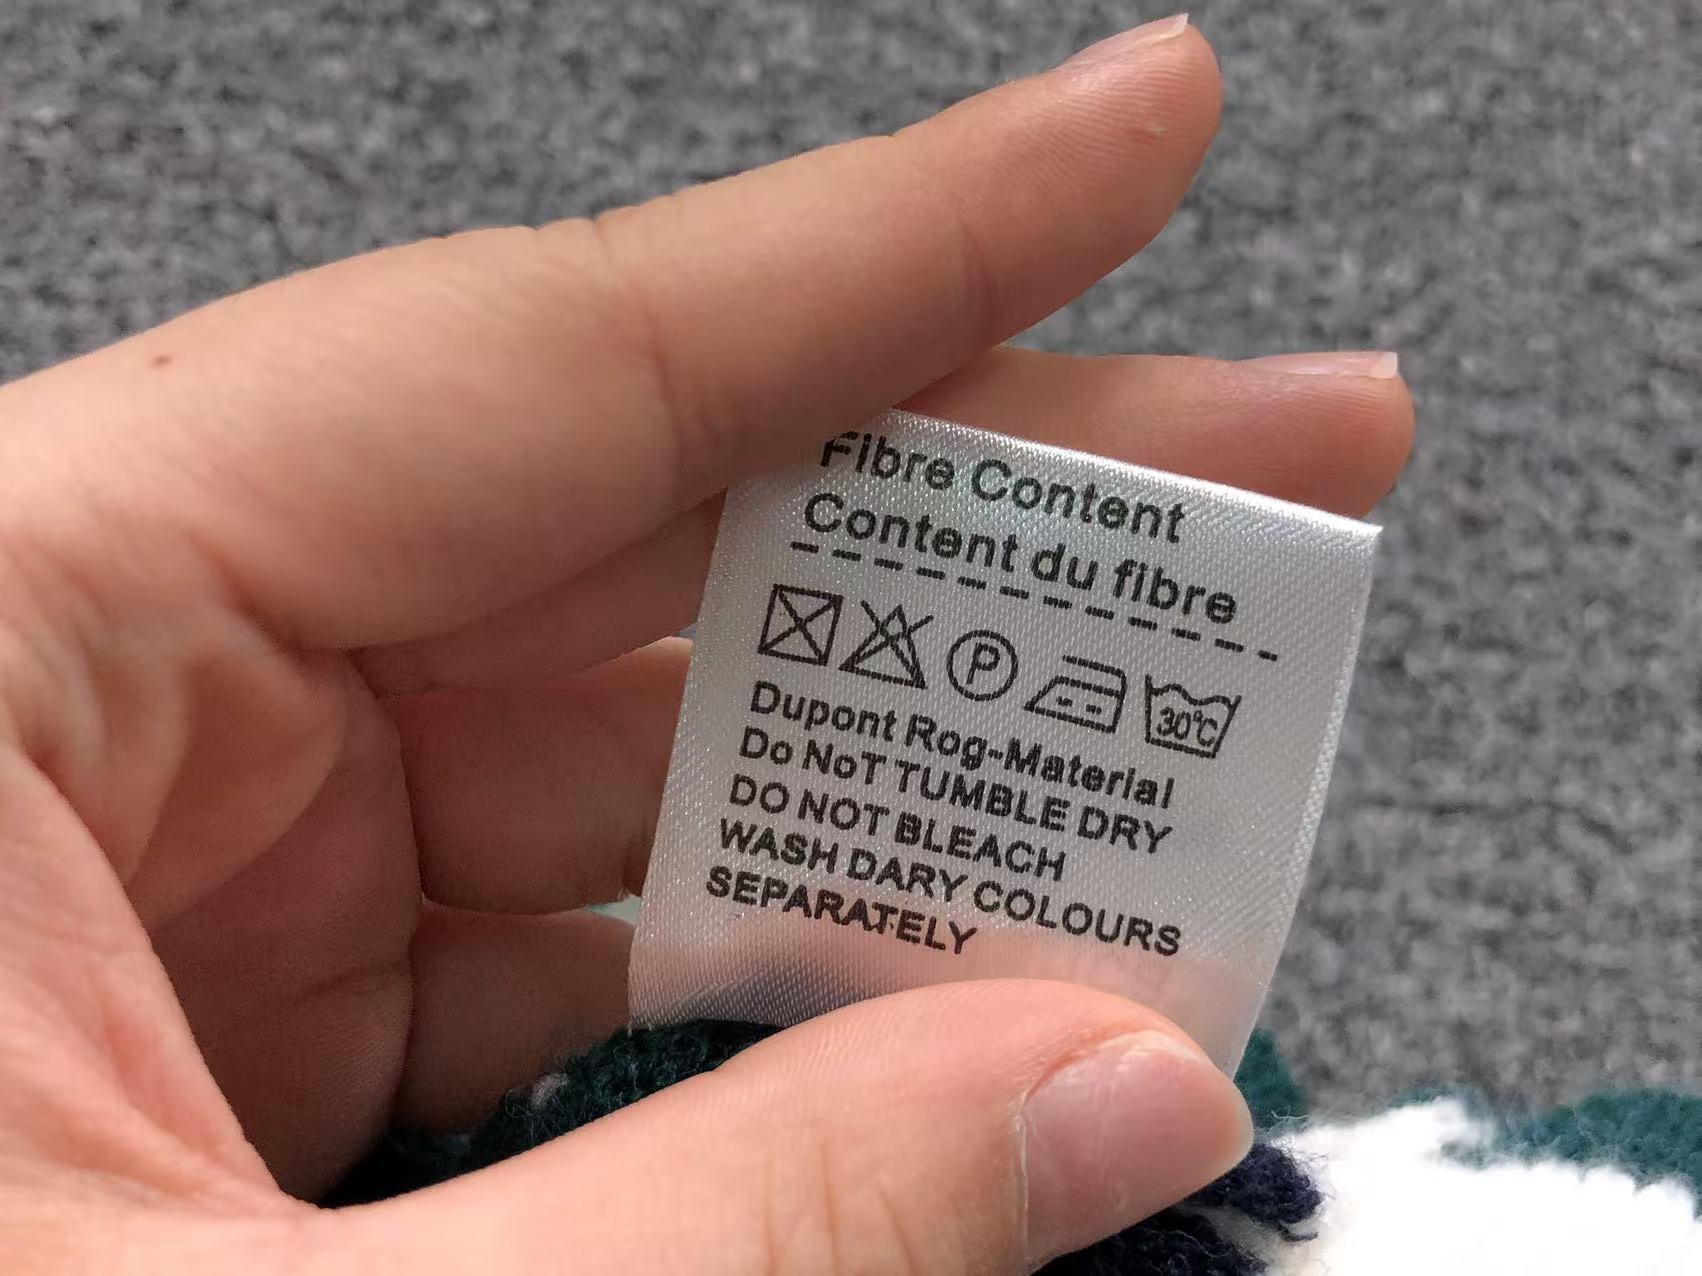 Fibre Content
Content du fibre
P
30°C
Dupont Rog-Material
Do NoT TUMBLE DRY
DO NOT BLEACH
WASH DARY COLOURS
SEPARATELY